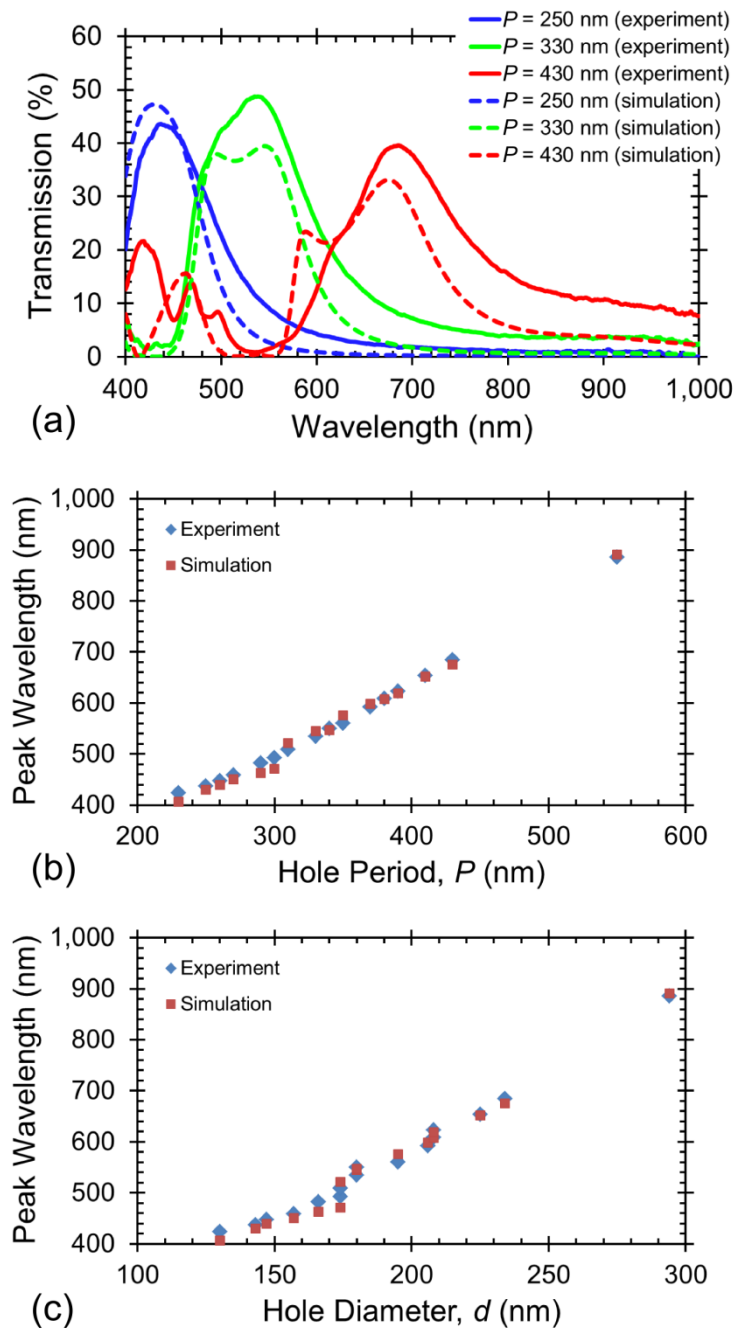 P = 250 nm (experiment)
P = 330 nm (experiment)
P = 430 nm (experiment)
P = 250 nm (simulation)
P = 330 nm (simulation)
P = 430 nm (simulation)
60
50
40
30
20
10
0
Transmission (%)
400 500 600 700 800 900 1,000
Wavelength (nm)
(a)
1,000
900
800
700
600
500
400
Peak Wavelength (nm)
Experiment
Simulation
200 300 400 500 600
Hole Period, P (nm)
(b)
1,000
900
800
700
600
500
400
Peak Wavelength (nm)
Experiment
Simulation
100 150 200 250 300
Hole Diameter, d (nm)
(c)